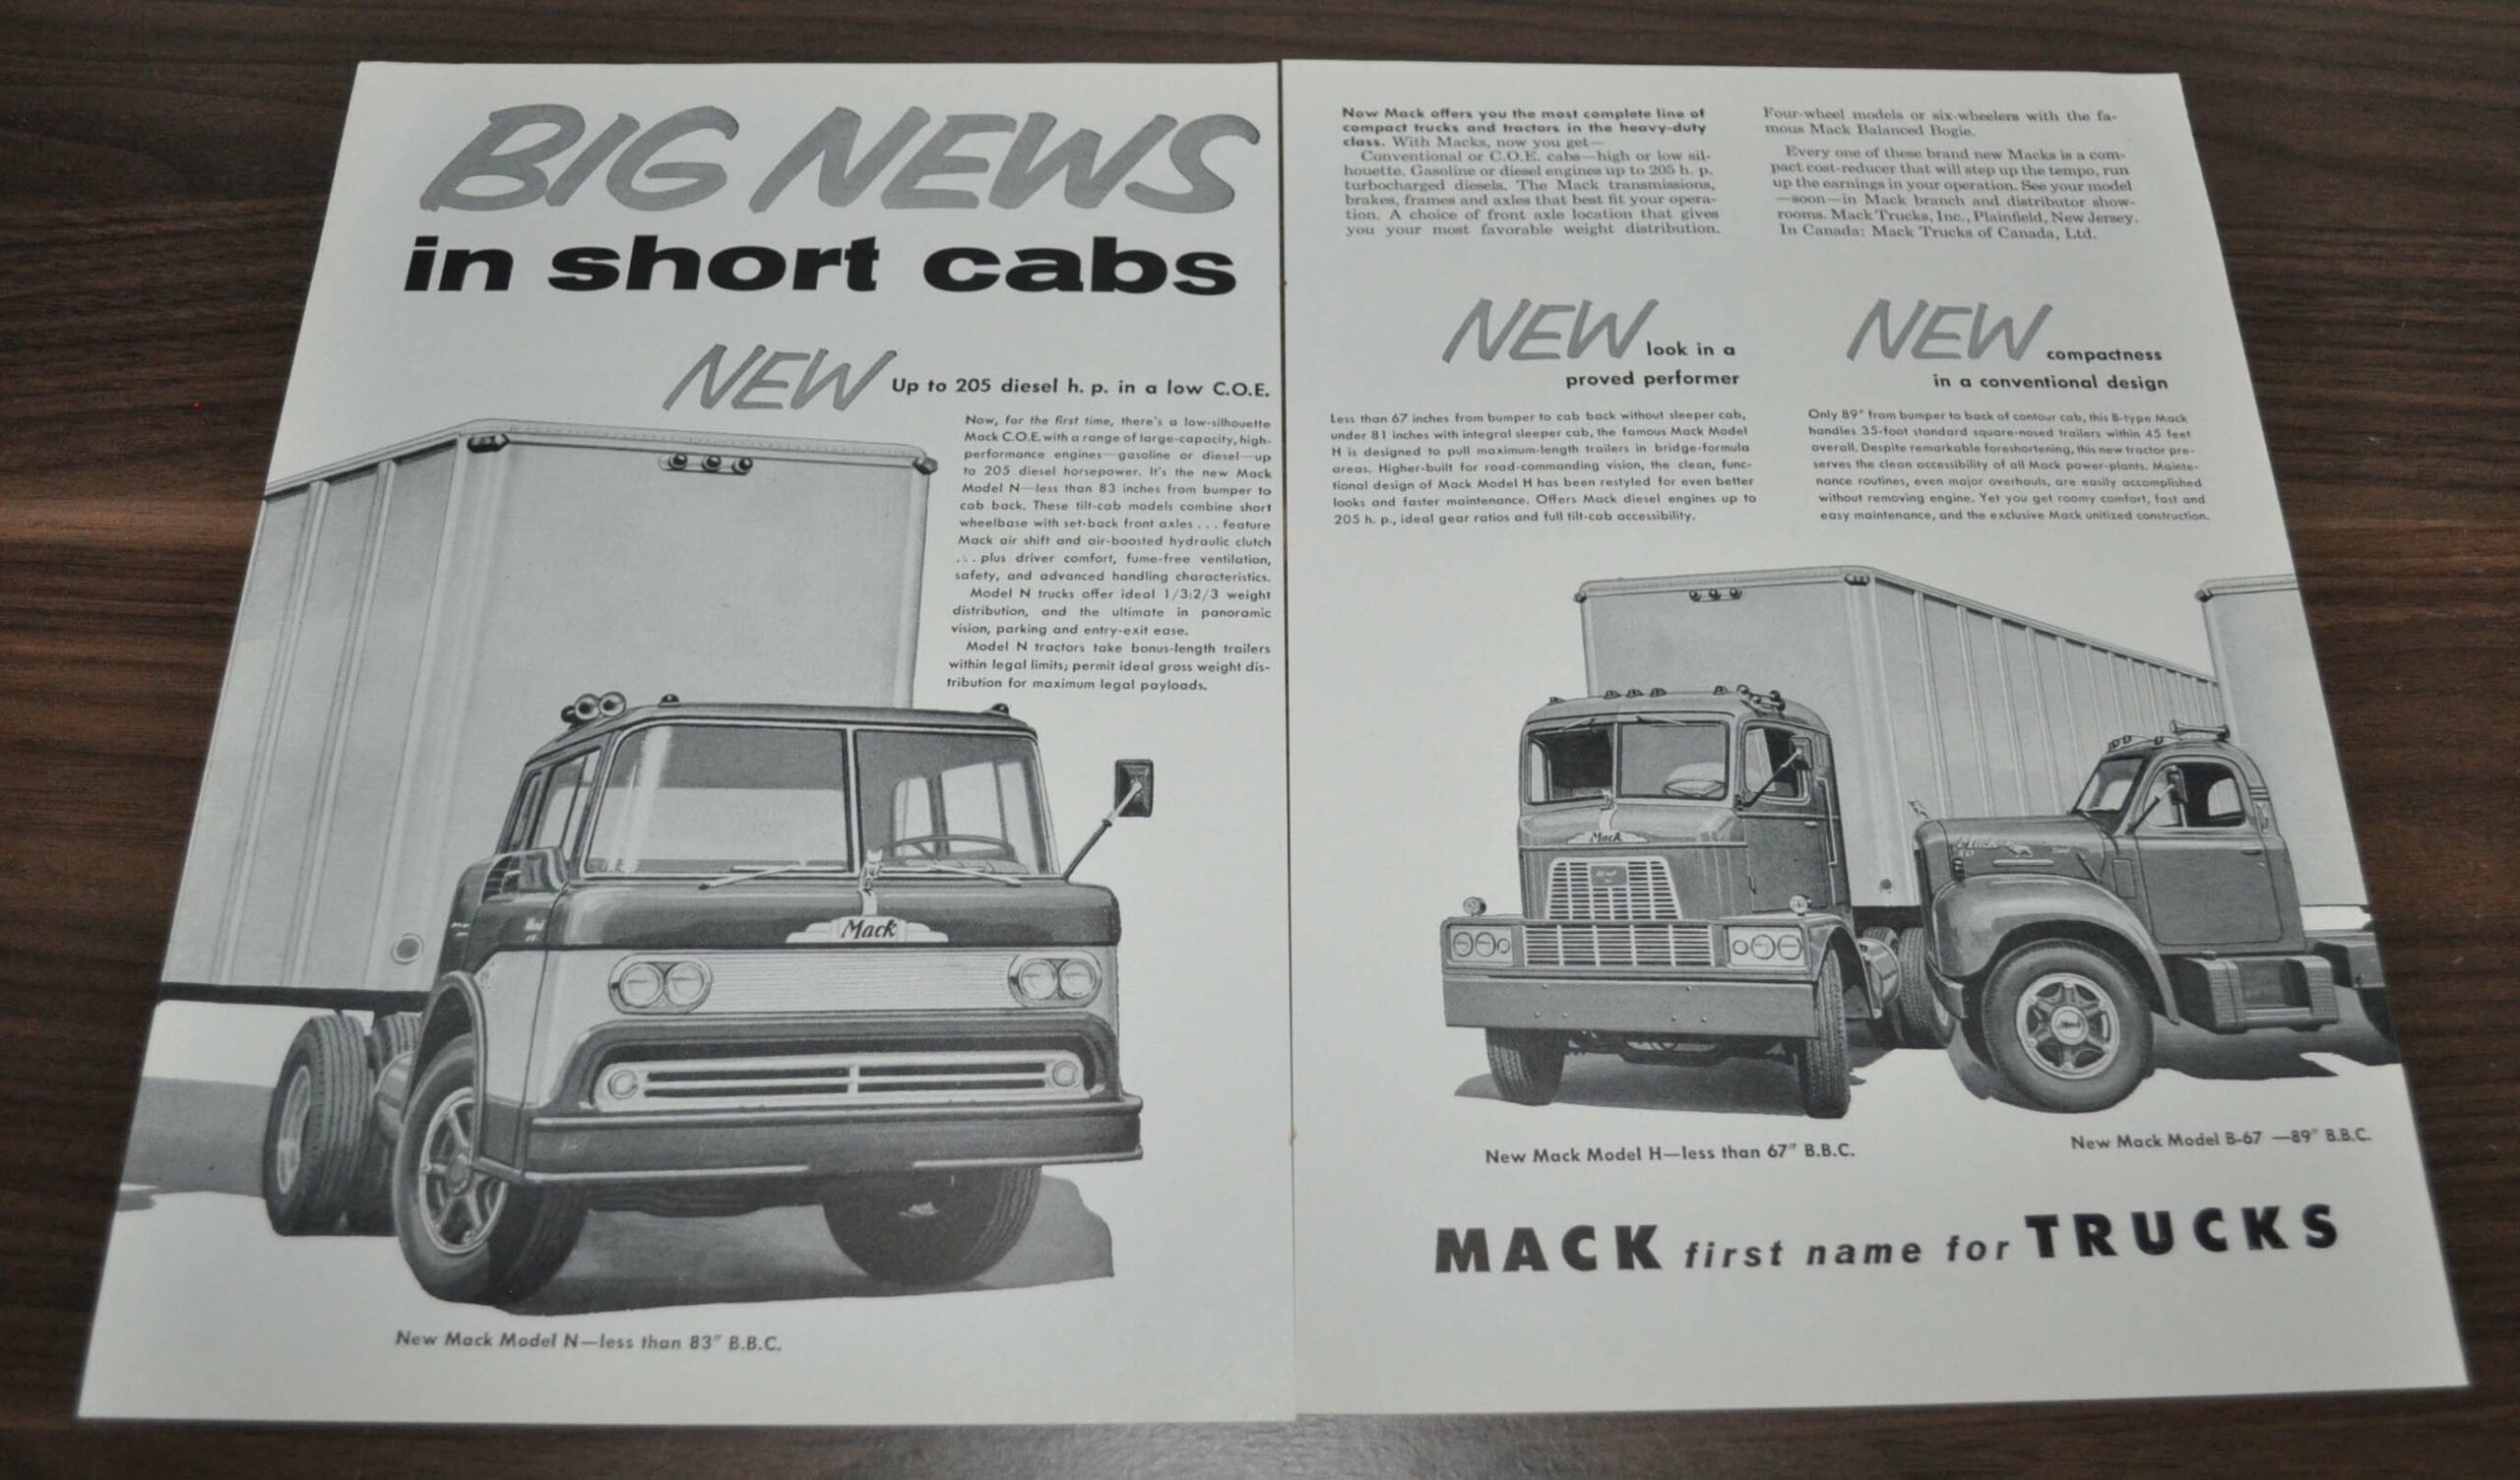 BIG NEWS
in short cabs
NEW Up to 205 diesel h. p. in a low C.O.E.
Now, for the first time, there's a low-silhouette
Mack C.O.E. with a range of large-capacity, high-
performance engines—gasoline or diesel—up
to 205 diesel horsepower. It's the new Mack
Model N—less than 83 inches from bumper to
cab back. These tilt-cab models combine short
wheelbase with set-back front axles . . . feature
Mack air shift and air-boosted hydraulic clutch
. . . plus driver comfort, fume-free ventilation,
safety, and advanced handling characteristics.
Model N trucks offer ideal 1/3:2/3 weight
distribution, and the ultimate in panoramic
vision, parking and entry-exit ease.
Model N tractors take bonus-length trailers
within legal limits; permit ideal gross weight dis-
tribution for maximum legal payloads.
Mack
New Mack Model N—less than 83" B.B.C.
Now Mack offers you the most complete line of
compact trucks and tractors in the heavy-duty
class. With Macks, now you get—
Conventional or C.O.E. cabs—high or low sil-
houette. Gasoline or diesel engines up to 205 h. p.
turbocharged diesels. The Mack transmissions,
brakes, frames and axles that best fit your opera-
tion. A choice of front axle location that gives
you your most favorable weight distribution.
Four-wheel models or six-wheelers with the fa-
mous Mack Balanced Bogie.
Every one of these brand new Macks is a com-
pact cost-reducer that will step up the tempo, run
up the earnings in your operation. See your model
—soon—in Mack branch and distributor show-
rooms. Mack Trucks, Inc., Plainfield, New Jersey.
In Canada: Mack Trucks of Canada, Ltd.
NEW look in a
proved performer
Less than 67 inches from bumper to cab back without sleeper cab,
under 81 inches with integral sleeper cab, the famous Mack Model
H is designed to pull maximum-length trailers in bridge-formula
areas. Higher-built for road-commanding vision, the clean, func-
tional design of Mack Model H has been restyled for even better
looks and faster maintenance. Offers Mack diesel engines up to
205 h. p., ideal gear ratios and full tilt-cab accessibility.
NEW compactness
in a conventional design
Only 89" from bumper to back of contour cab, this B-type Mack
handles 35-foot standard square-nosed trailers within 45 feet
overall. Despite remarkable foreshortening, this new tractor pre-
serves the clean accessibility of all Mack power-plants. Mainte-
nance routines, even major overhauls, are easily accomplished
without removing engine. Yet you get roomy comfort, fast and
easy maintenance, and the exclusive Mack unitized construction.
Mack
Mack
New Mack Model H—less than 67" B.B.C.
New Mack Model B-67 —89" B.B.C.
MACK first name for TRUCKS